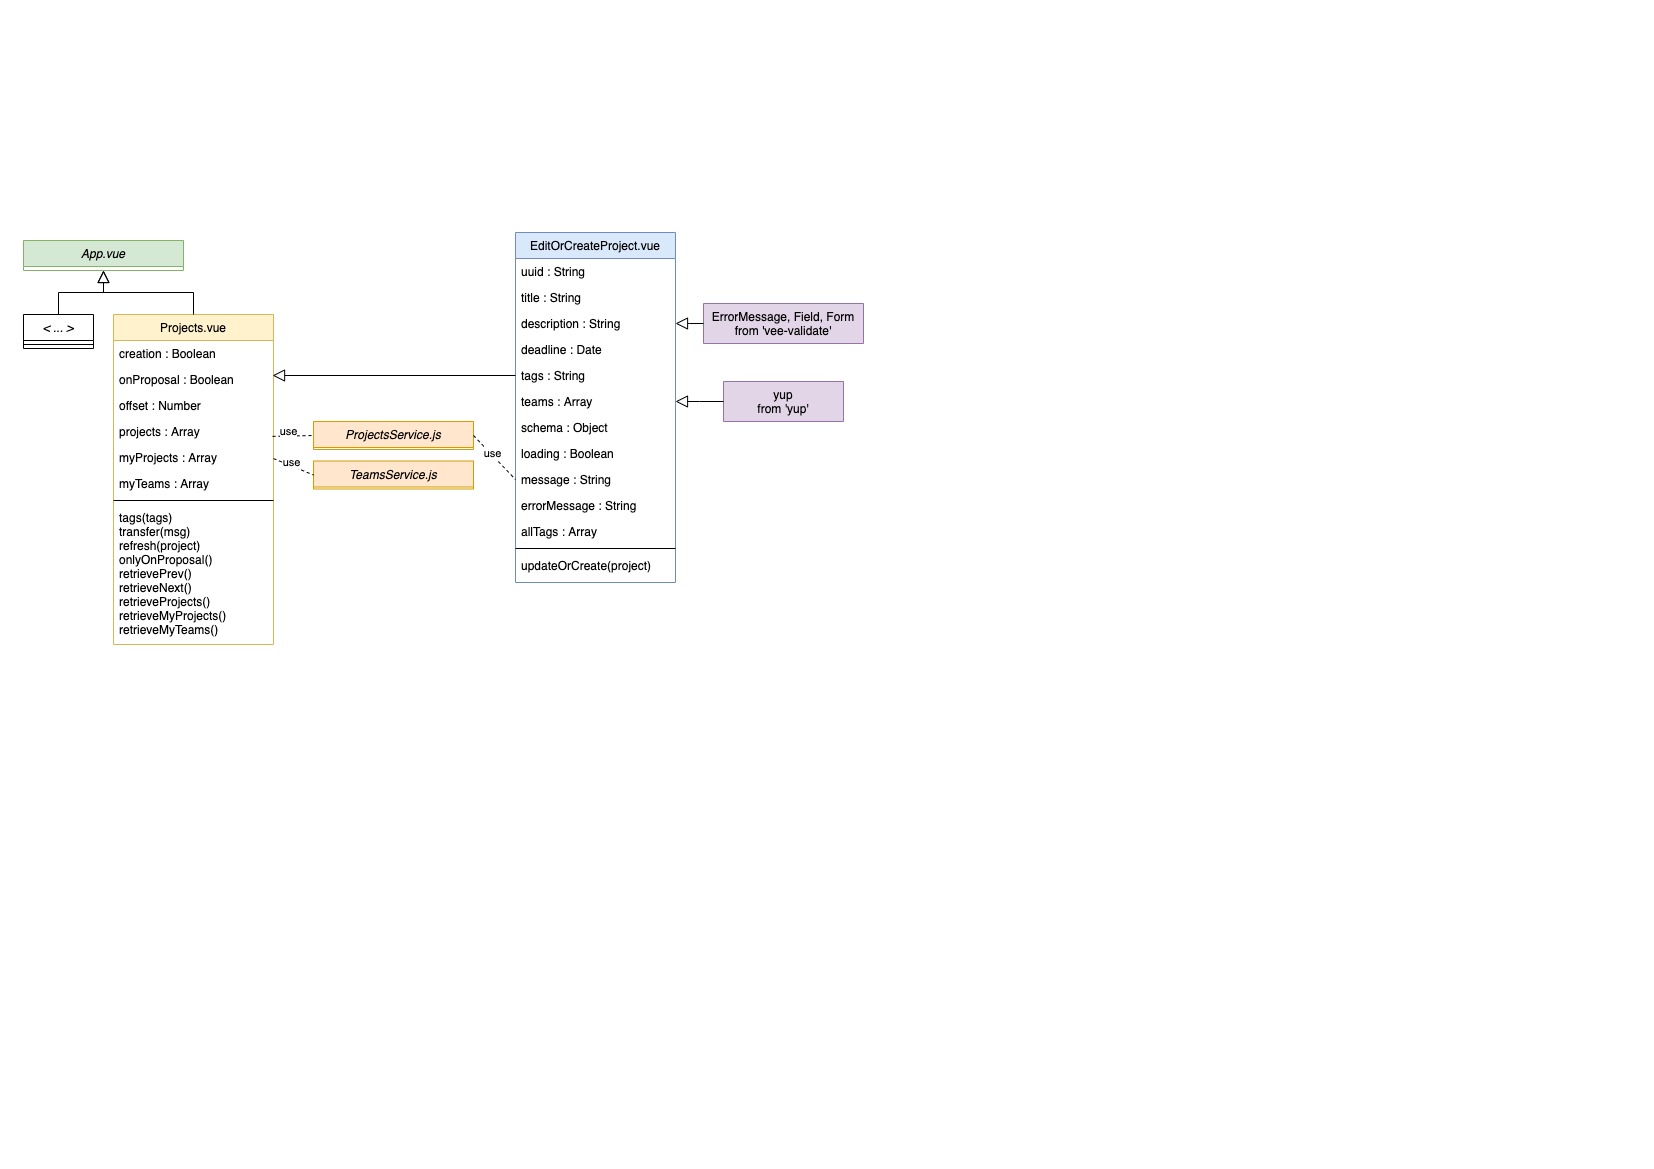 App.vue
< ... >
Projects.vue
creation : Boolean
onProposal : Boolean
offset : Number
projects : Array
myProjects : Array
myTeams : Array
tags(tags)
transfer(msg)
refresh(project)
onlyOnProposal()
retrievePrev()
retrieveNext()
retrieveProjects()
retrieveMyProjects()
retrieveMyTeams()
use
ProjectsService.js
use
TeamsService.js
use
EditOrCreateProject.vue
uuid : String
title : String
description : String
deadline : Date
tags : String
teams : Array
schema : Object
loading : Boolean
message : String
errorMessage : String
allTags : Array
updateOrCreate(project)
ErrorMessage, Field, Form
from 'vee-validate'
yup
from 'yup'